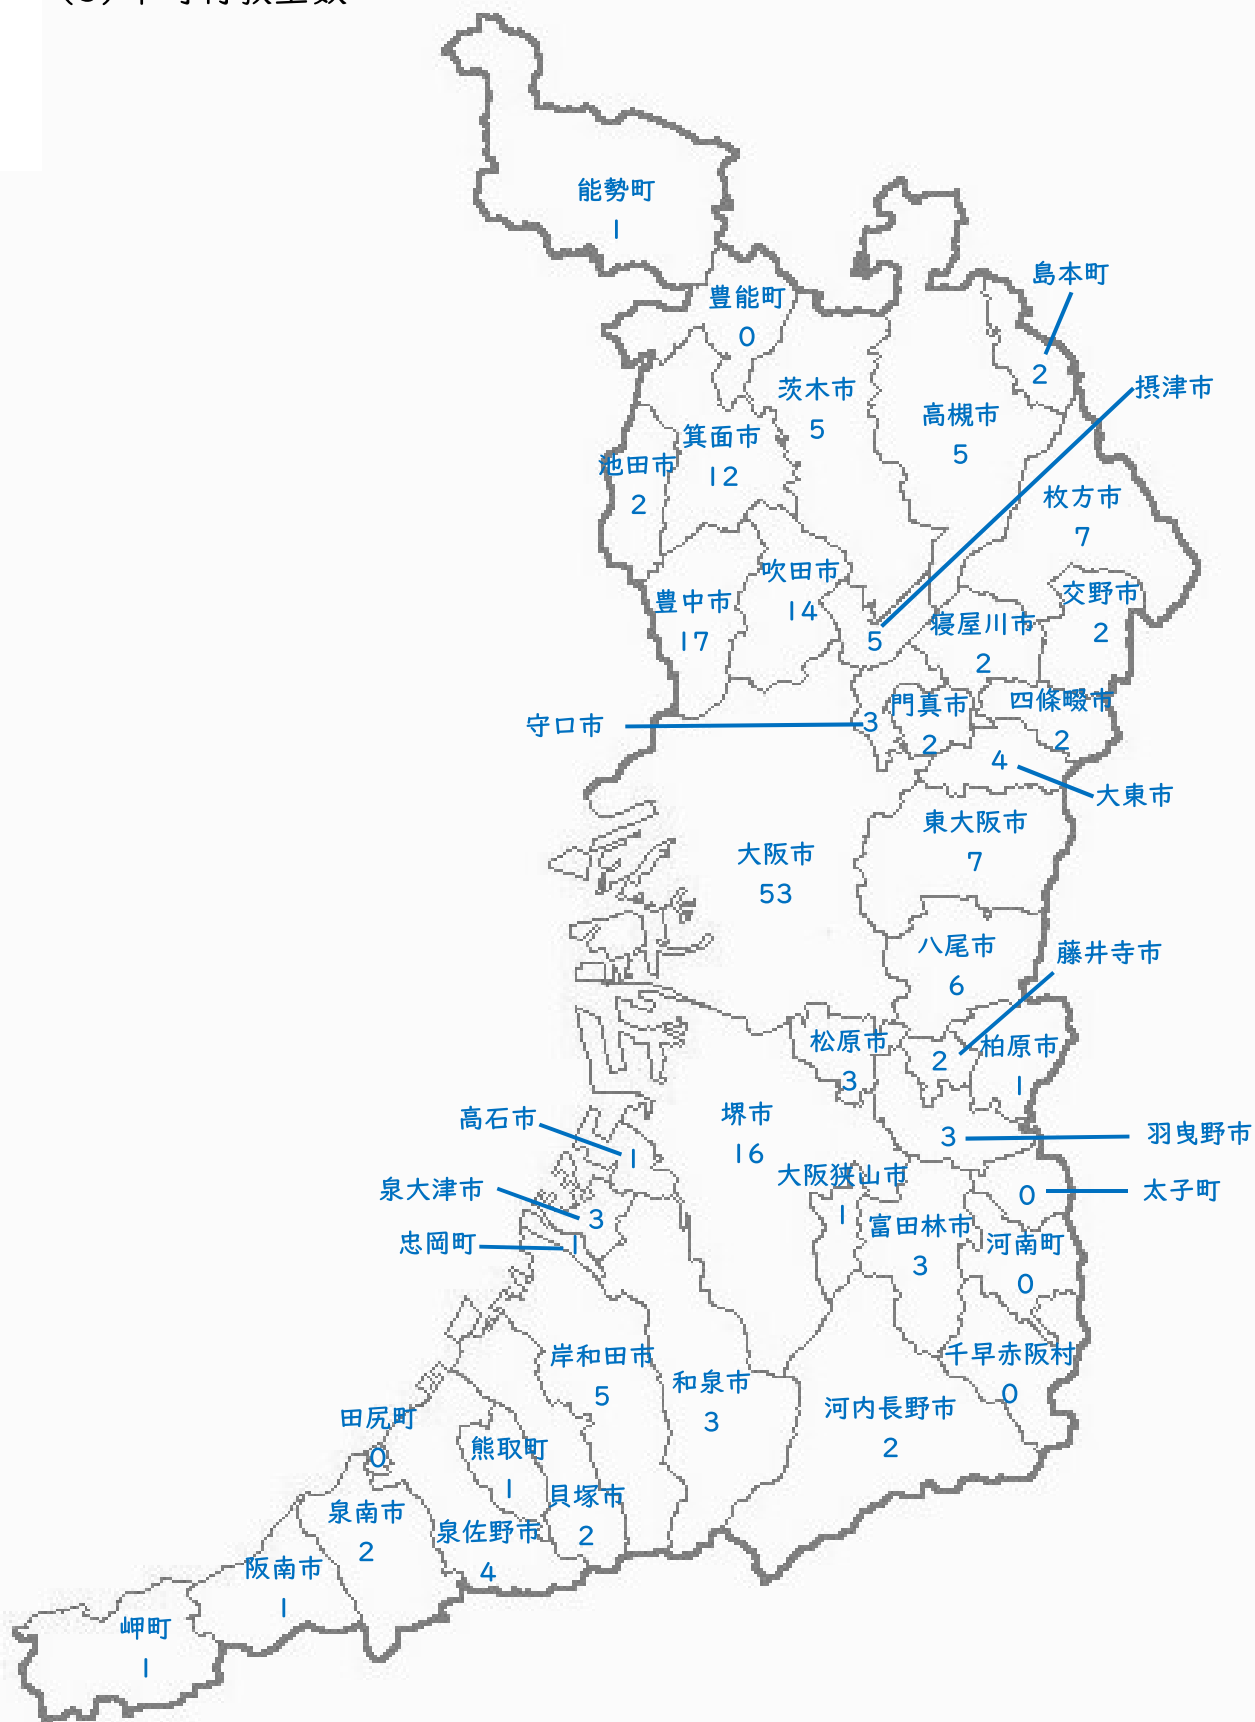 能勢町
1
豊能町
0
島本町
2
茨木市
5
高槻市
5
摂津市
5
箕面市
12
池田市
2
枚方市
7
吹田市
14
豊中市
17
交野市
2
寝屋川市
2
守口市
3
門真市
2
四條畷市
2
4
大東市
東大阪市
7
大阪市
53
八尾市
6
藤井寺市
2
松原市
3
柏原市
1
堺市
16
高石市
1
3
羽曳野市
大阪狭山市
1
泉大津市
3
0
太子町
忠岡町
1
富田林市
3
河南町
0
千早赤阪村
0
岸和田市
5
和泉市
3
河内長野市
2
田尻町
0
熊取町
1
貝塚市
2
泉南市
2
泉佐野市
4
阪南市
1
岬町
1